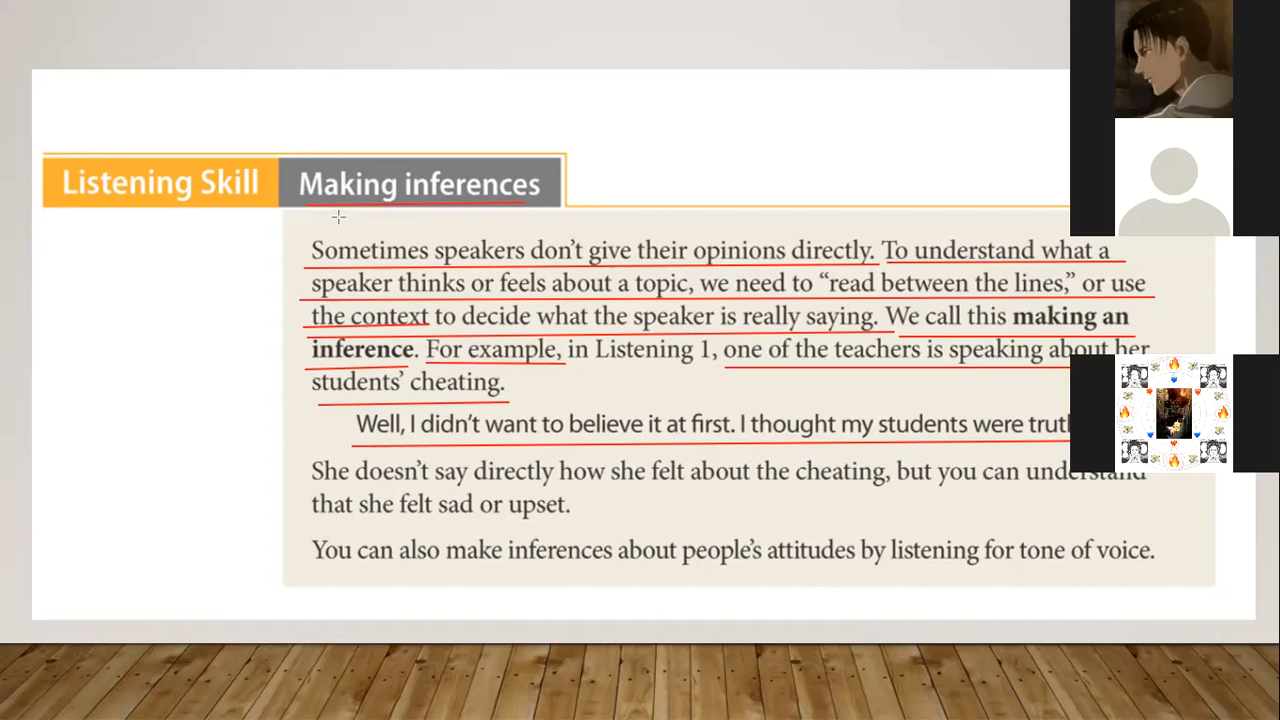 Listening Skill Making inferences
Sometimes speakers don't give their opinions directly. To understand what a
speaker thinks or feels about a topic, we need to “read between the lines,” or use
the context to decide what the speaker is really saying. We call this making an
inference. For example, in Listening 1, one of the teachers is speaking about her
students' cheating.
Well, I didn't want to believe it at first. I thought my students were
She doesn't say directly how she felt about the cheating, but you can understand
that she felt sad or upset.
You can also make inferences about people's attitudes by listening for tone of voice.